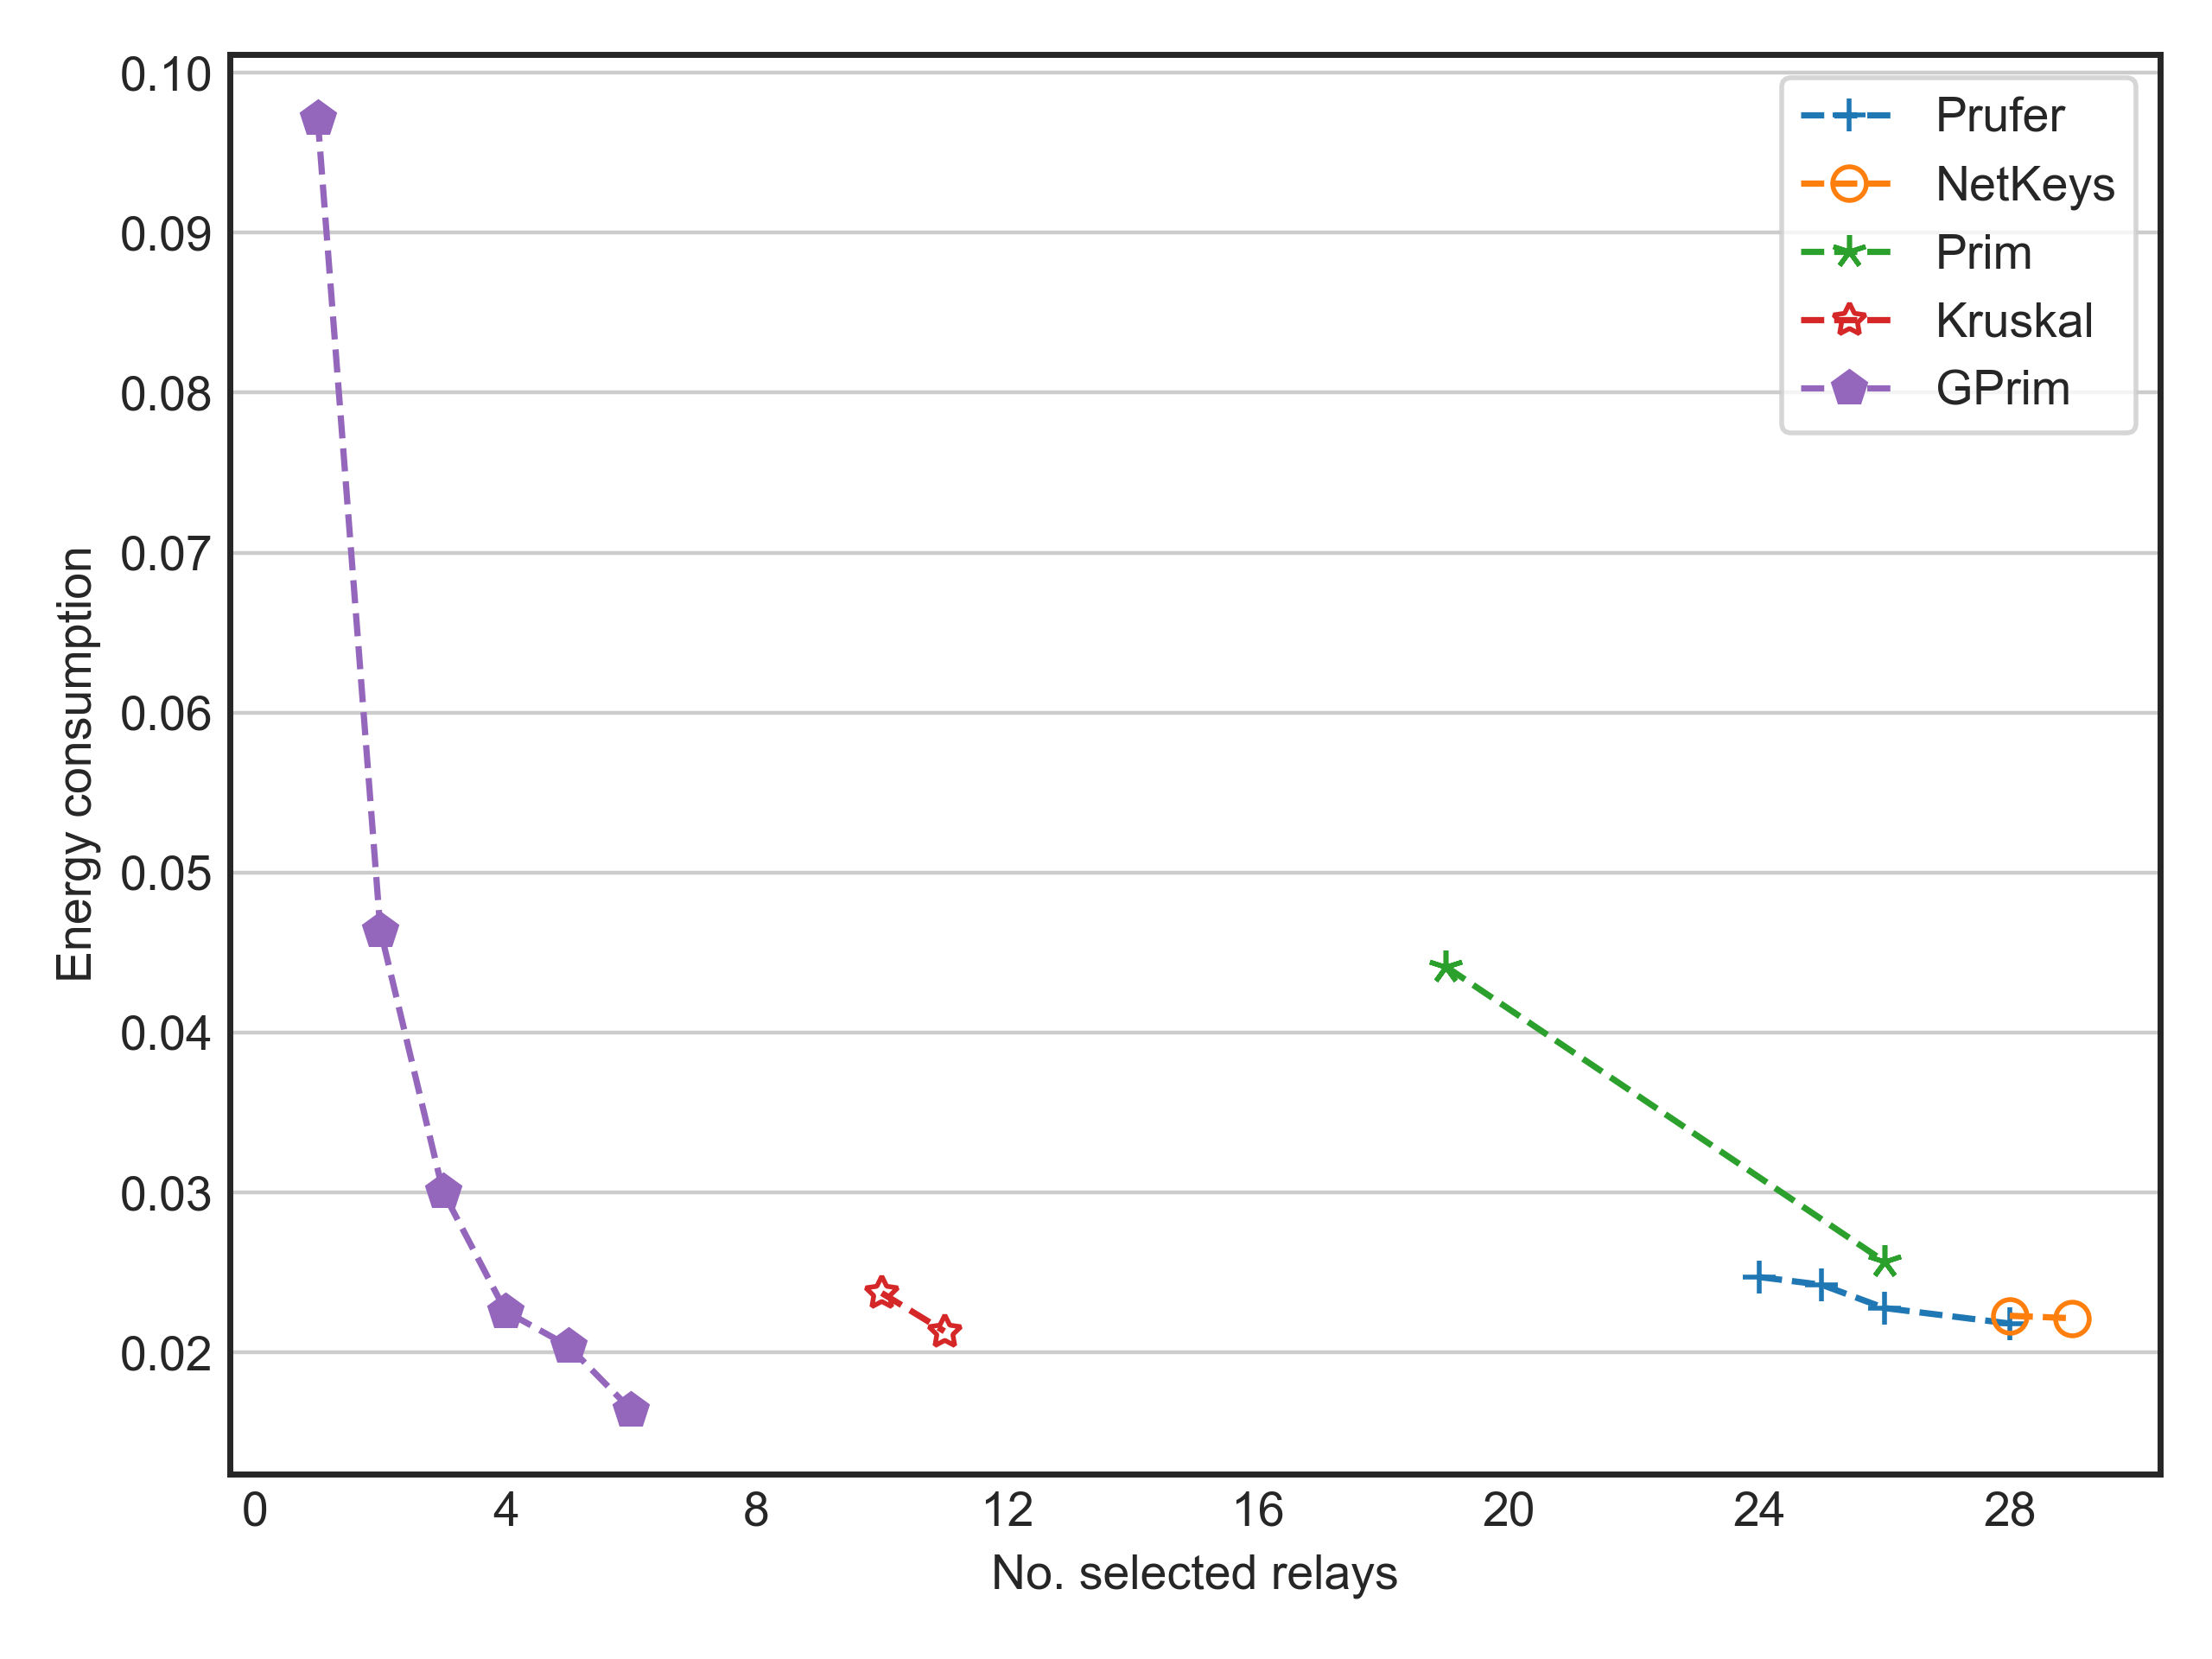 0.10
0.09
0.08
0.07
0.06
0.05
0.04
0.03
0.02
Energy consumption
0 4 8 12 16 20 24 28
No. selected relays
Prufer
NetKeys
Prim
Kruskal
GPrim